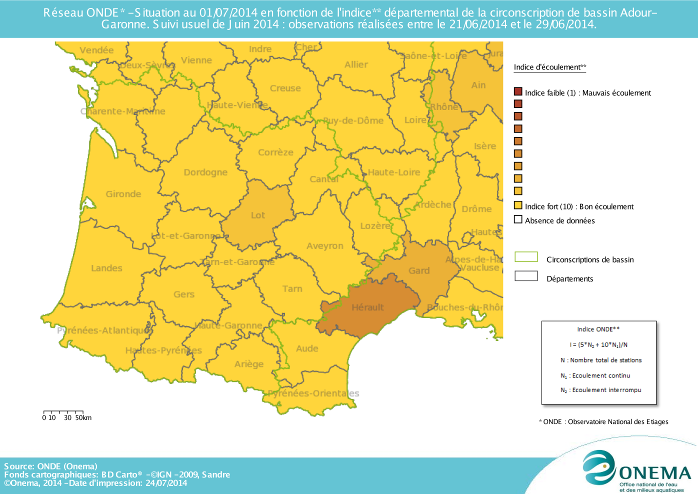 Réseau ONDE* –Situation au 01/07/2014 en fonction de l'indice** départemental de la circonscription de bassin Adour–
Garonne. Suivi usuel de Juin 2014 : observations réalisées entre le 21/06/2014 et le 29/06/2014.
Vendée
Deux-Sèvres
Vienne
Indre
Cher
Allier
Saône-et-Loire
Creuse
Ain
Charente-Maritime
Haute-Vienne
Puy-de-Dôme
Loire
Rhône
Corrèze
Isère
Dordogne
Cantal
Haute-Loire
Gironde
Lot
Lozère
Ardèche
Drôme
Lot-et-Garonne
Aveyron
Landes
Tarn-et-Garonne
Gard
Vaucluse
Gers
Tarn
Hérault
Bouches-du-Rhône
Pyrénées-Atlantiques
Haute-Garonne
Hautes-Pyrénées
Ariège
Aude
Pyrénées-Orientales
0 10 30 50km
Indice d'écoulement**
Indice faible (1) : Mauvais écoulement
Indice fort (10) : Bon écoulement
Absence de données
Circonscriptions de bassin
Départements
Indice ONDE**
I = (5*N₂ + 10*N₁)/N
N : Nombre total de stations
N₁ : Ecoulement continu
N₂ : Ecoulement interrompu
* ONDE : Observatoire National des Etiages
Source: ONDE (Onema)
Fonds cartographiques: BD Carto® –©IGN –2009, Sandre
©Onema, 2014 –Date d'impression: 24/07/2014
ONEMA
Office national de l'eau
et des milieux aquatiques